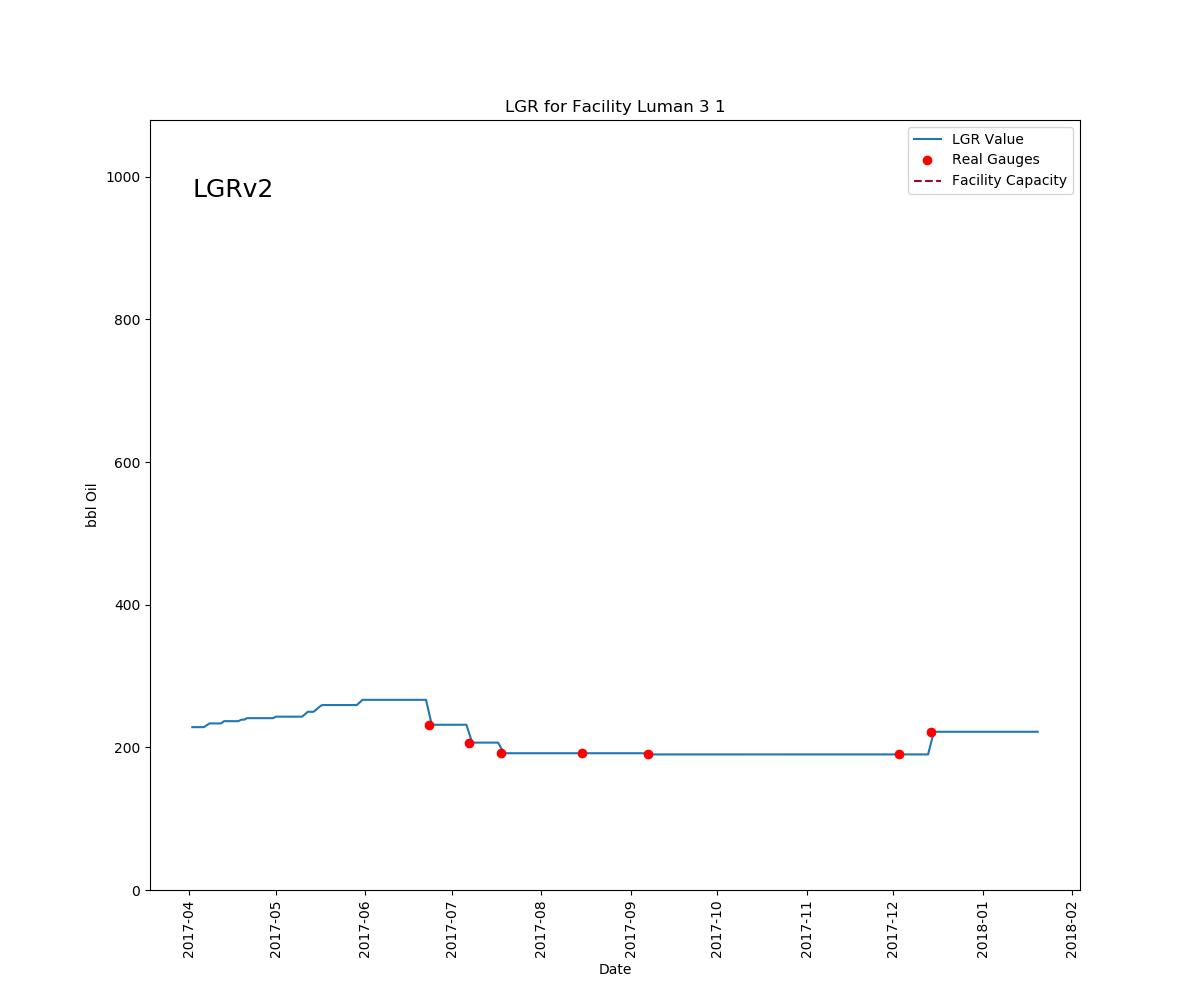 LGR for Facility Luman 3 1
LGR Value
Real Gauges
Facility Capacity
LGRv2
1000
800
600
400
200
0
bbl Oil
2017-04
2017-05
2017-06
2017-07
2017-08
2017-09
2017-10
2017-11
2017-12
2018-01
2018-02
Date